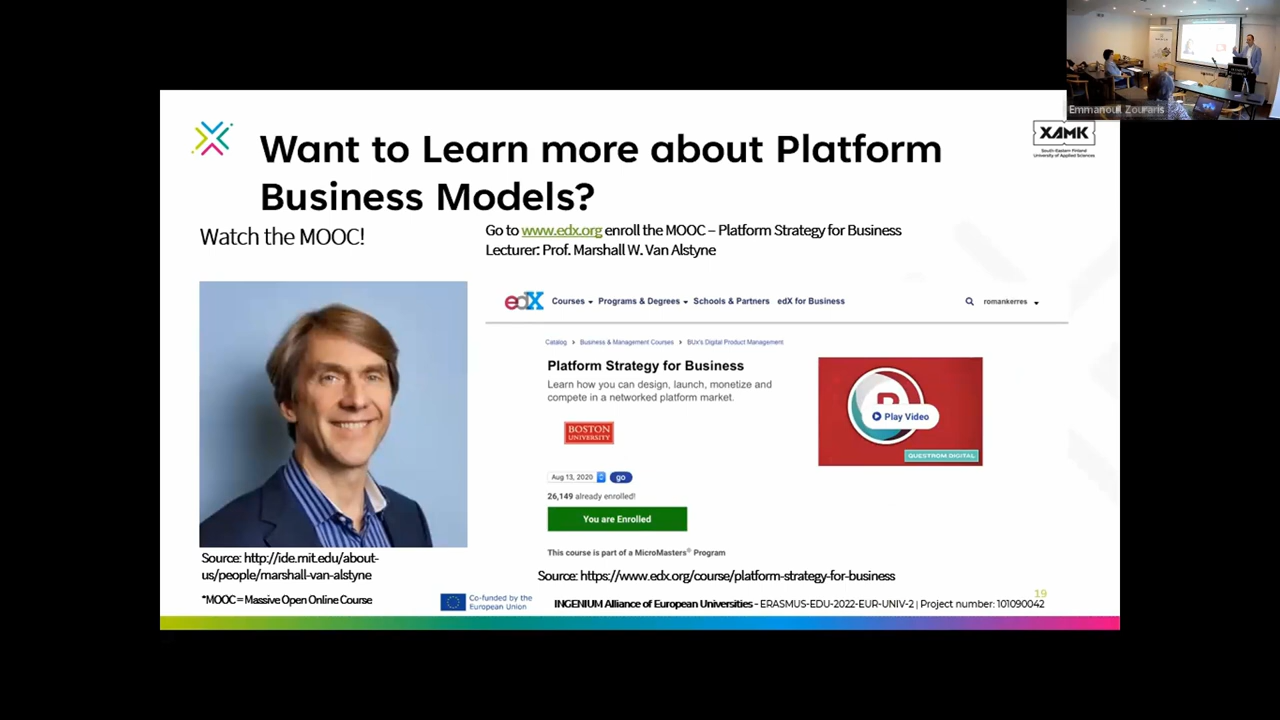 Emmanouil Zouraris
XAMK
South-Eastern Finland
University of Applied Sciences
Want to Learn more about Platform
Business Models?
Watch the MOOC!
Go to www.edx.org enroll the MOOC – Platform Strategy for Business
Lecturer: Prof. Marshall W. Van Alstyne
edX Courses Programs & Degrees Schools & Partners edX for Business romankerres
Catalog > Business & Management Courses > BUx's Digital Product Management
Platform Strategy for Business
Learn how you can design, launch, monetize and
compete in a networked platform market.
Play Video
BOSTON
UNIVERSITY
QUESTROM DIGITAL
Aug 13, 2020 go
26,149 already enrolled!
You are Enrolled
This course is part of a MicroMasters® Program
Source: http://ide.mit.edu/about-
us/people/marshall-van-alstyne
Source: https://www.edx.org/course/platform-strategy-for-business
*MOOC = Massive Open Online Course
Co-funded by the
European Union
INGENIUM Alliance of European Universities - ERASMUS-EDU-2022-EUR-UNIV-2 | Project number: 101090042
19